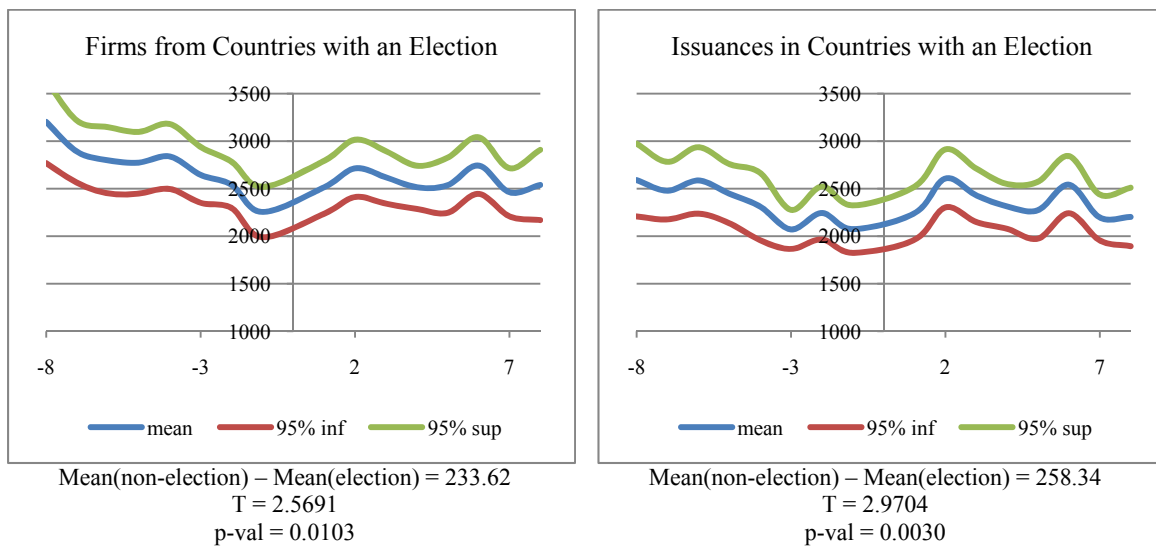 Firms from Countries with an Election
3500
3000
2500
2000
1500
1000
-8 -3 2 7
mean 95% inf 95% sup
Mean(non-election) – Mean(election) = 233.62
T = 2.5691
p-val = 0.0103
Issuances in Countries with an Election
3500
3000
2500
2000
1500
1000
-8 -3 2 7
mean 95% inf 95% sup
Mean(non-election) – Mean(election) = 258.34
T = 2.9704
p-val = 0.0030